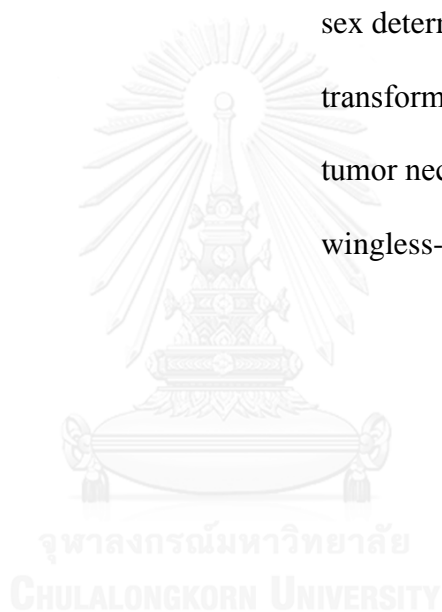 sex deter
transform
tumor nec
wingless-
จุฬาลงกรณ์มหาวิทยาลัย
CHULALONGKORN UNIVERSITY